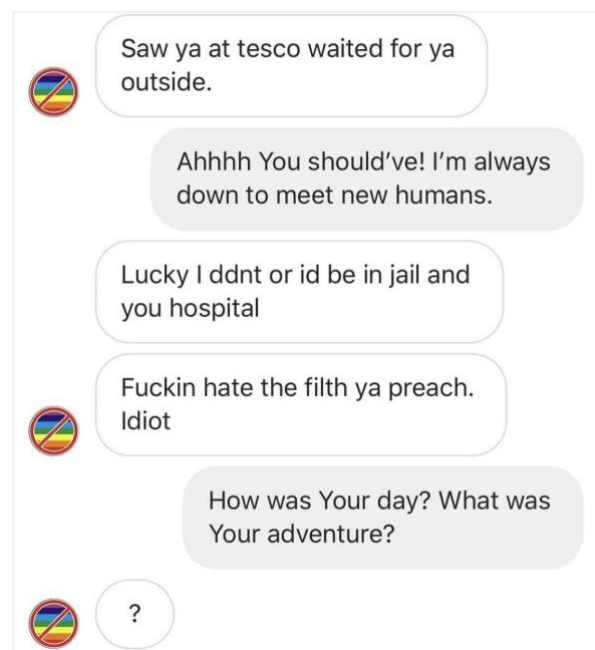 Saw ya at tesco waited for ya
outside.
Ahhhh You should've! I'm always
down to meet new humans.
Lucky I ddnt or id be in jail and
you hospital
Fuckin hate the filth ya preach.
Idiot
How was Your day? What was
Your adventure?
?